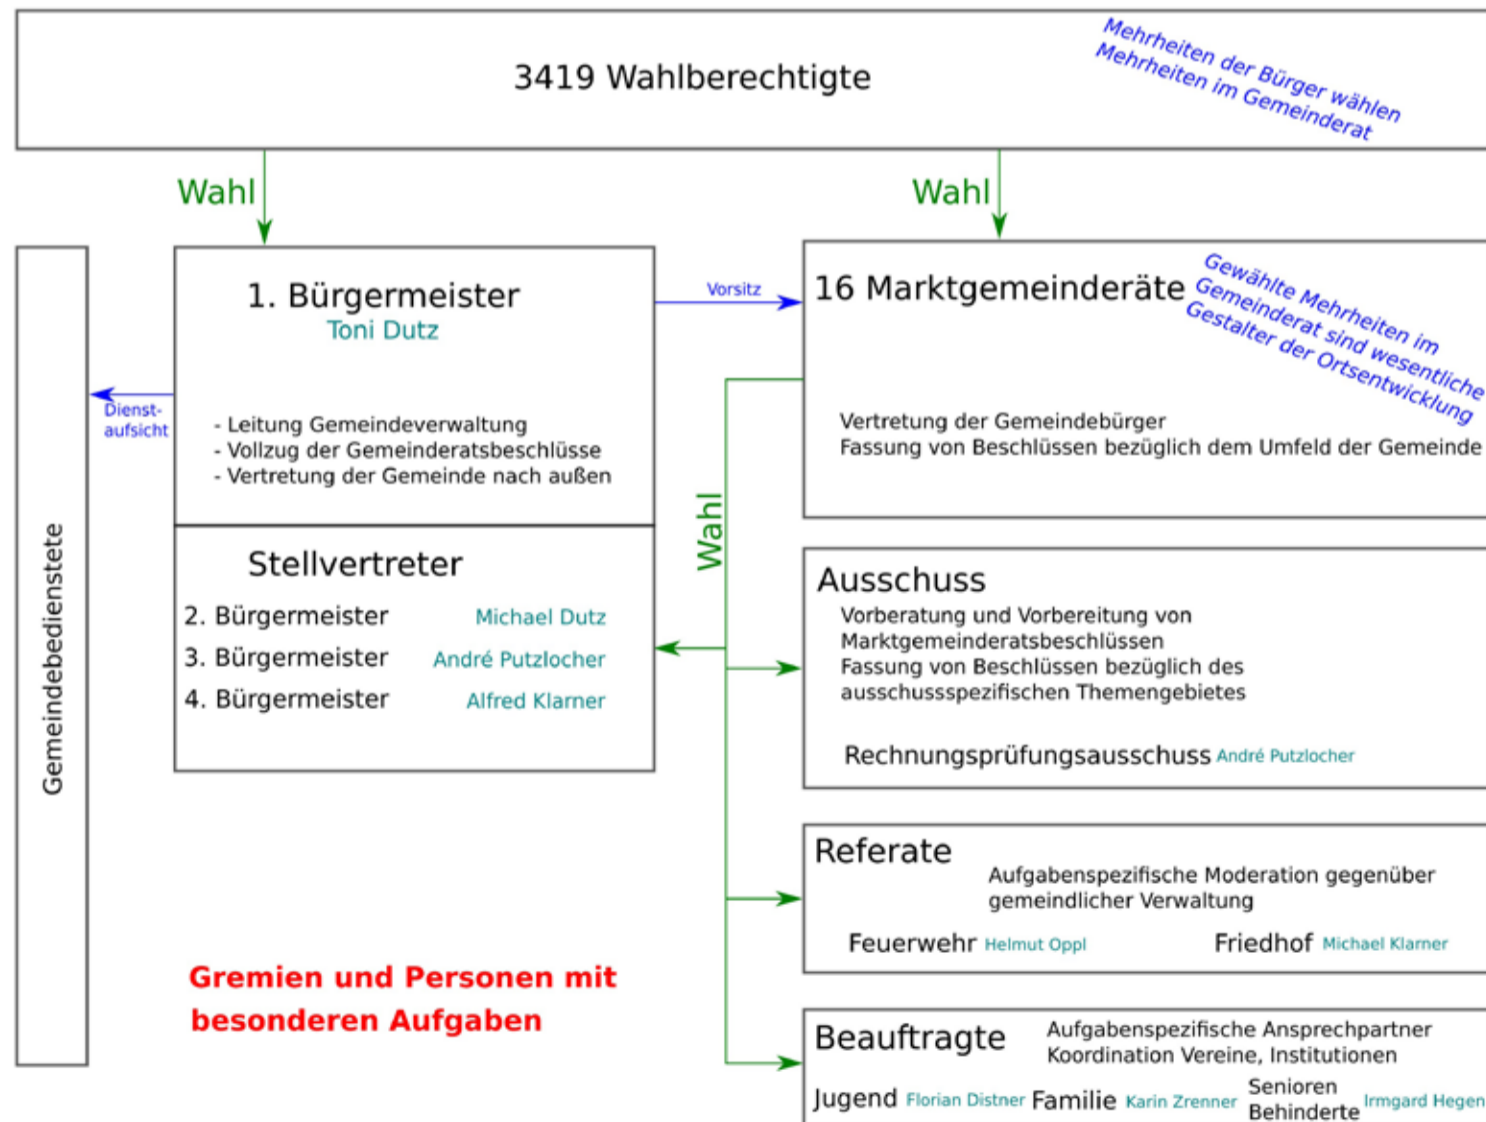 3419 Wahlberechtigte
Mehrheiten der Bürger wählen
Mehrheiten im Gemeinderat
Wahl
Wahl
1. Bürgermeister
Toni Dutz
- Leitung Gemeindeverwaltung
- Vollzug der Gemeinderatsbeschlüsse
- Vertretung der Gemeinde nach außen
Vorsitz
16 Marktgemeinderäte
Gewählte Mehrheiten im
Gemeinderat sind wesentliche
Gestalter der Ortsentwicklung
Vertretung der Gemeindebürger
Fassung von Beschlüssen bezüglich dem Umfeld der Gemeinde
Dienst-
aufsicht
Gemeindebedienstete
Stellvertreter
2. Bürgermeister Michael Dutz
3. Bürgermeister André Putzlocher
4. Bürgermeister Alfred Klarner
Wahl
Ausschuss
Vorberatung und Vorbereitung von
Marktgemeinderatsbeschlüssen
Fassung von Beschlüssen bezüglich des
ausschussspezifischen Themengebietes
Rechnungsprüfungsausschuss André Putzlocher
Referate
Aufgabenspezifische Moderation gegenüber
gemeindlicher Verwaltung
Feuerwehr Helmut Oppl Friedhof Michael Klarner
Gremien und Personen mit
besonderen Aufgaben
Beauftragte
Aufgabenspezifische Ansprechpartner
Koordination Vereine, Institutionen
Jugend Florian Distner Familie Karin Zrenner
Senioren
Behinderte Irmgard Hegen